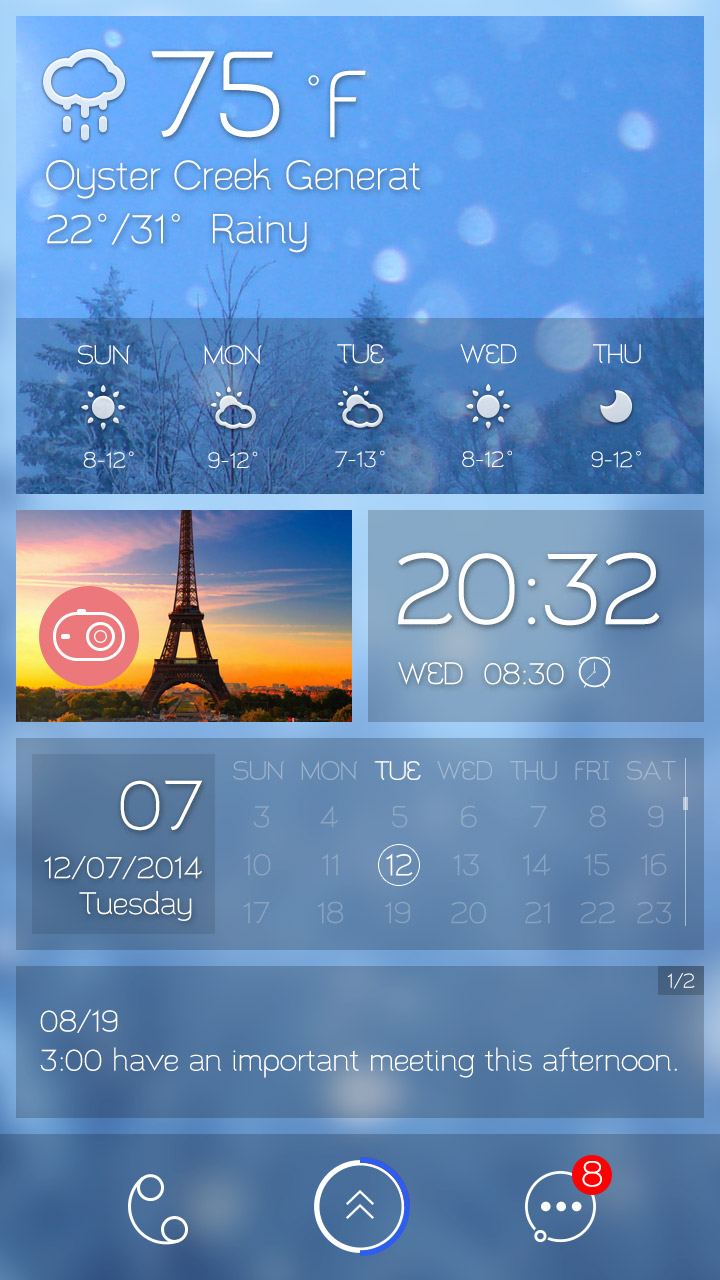 75 °F
Oyster Creek Generat
22°/31° Rainy
SUN MON TUE WED THU
8-12° 9-12° 7-13° 8-12° 9-12°
20:32
WED 08:30
07
12/07/2014
Tuesday
SUN MON TUE WED THU FRI SAT
3 4 5 6 7 8 9
10 11 12 13 14 15 16
17 18 19 20 21 22 23
1/2
08/19
3:00 have an important meeting this afternoon.
8